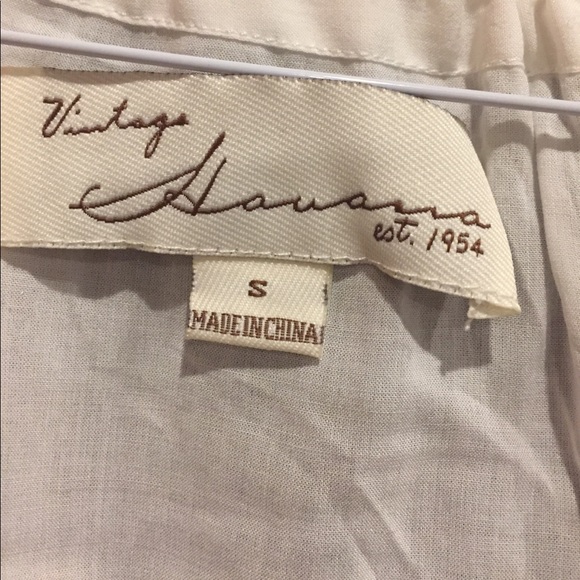 Vintage
Havana
est. 1954
S
MADE IN CHINA